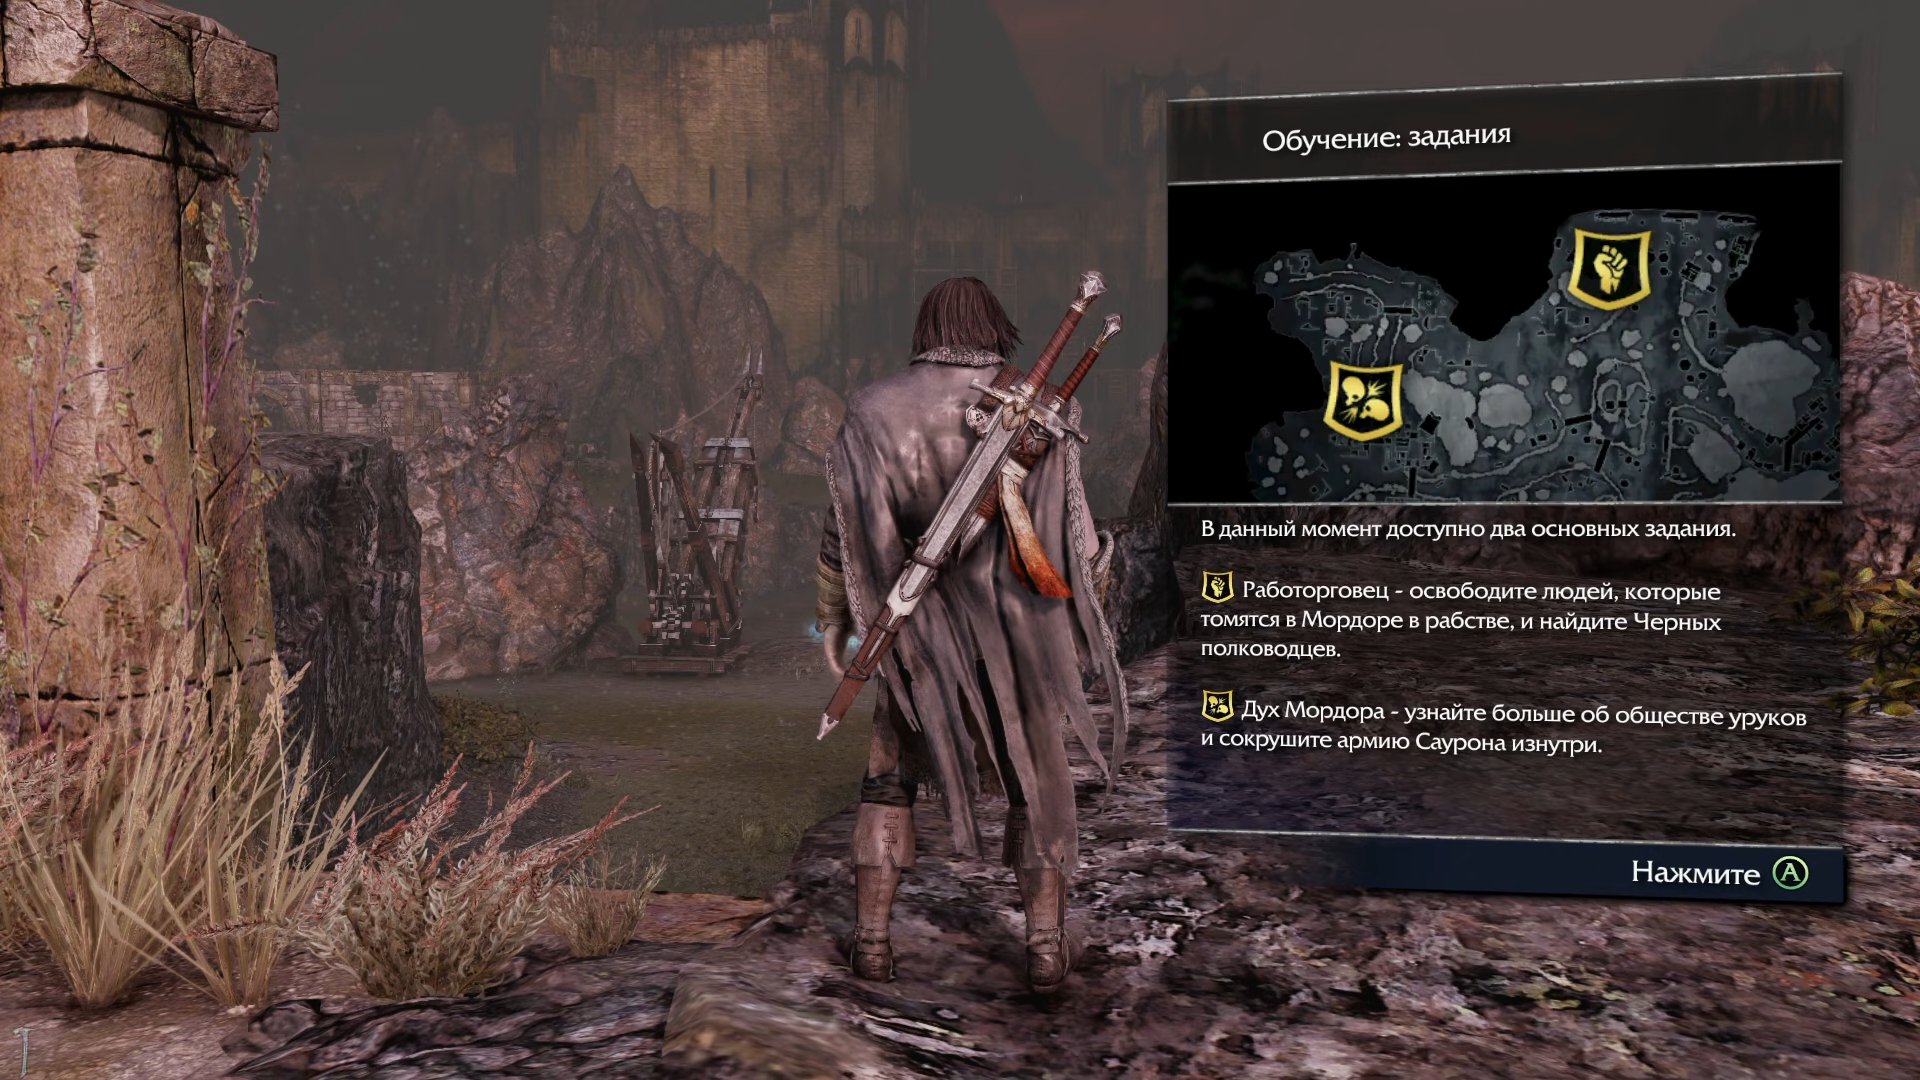 Обучение: задания
В данный момент доступно два основных задания.
Работорговец - освободите людей, которые
томятся в Мордоре в рабстве, и найдите Черных
полководцев.
Дух Мордора - узнайте больше об обществе уруков
и сокрушите армию Саурона изнутри.
Нажмите A